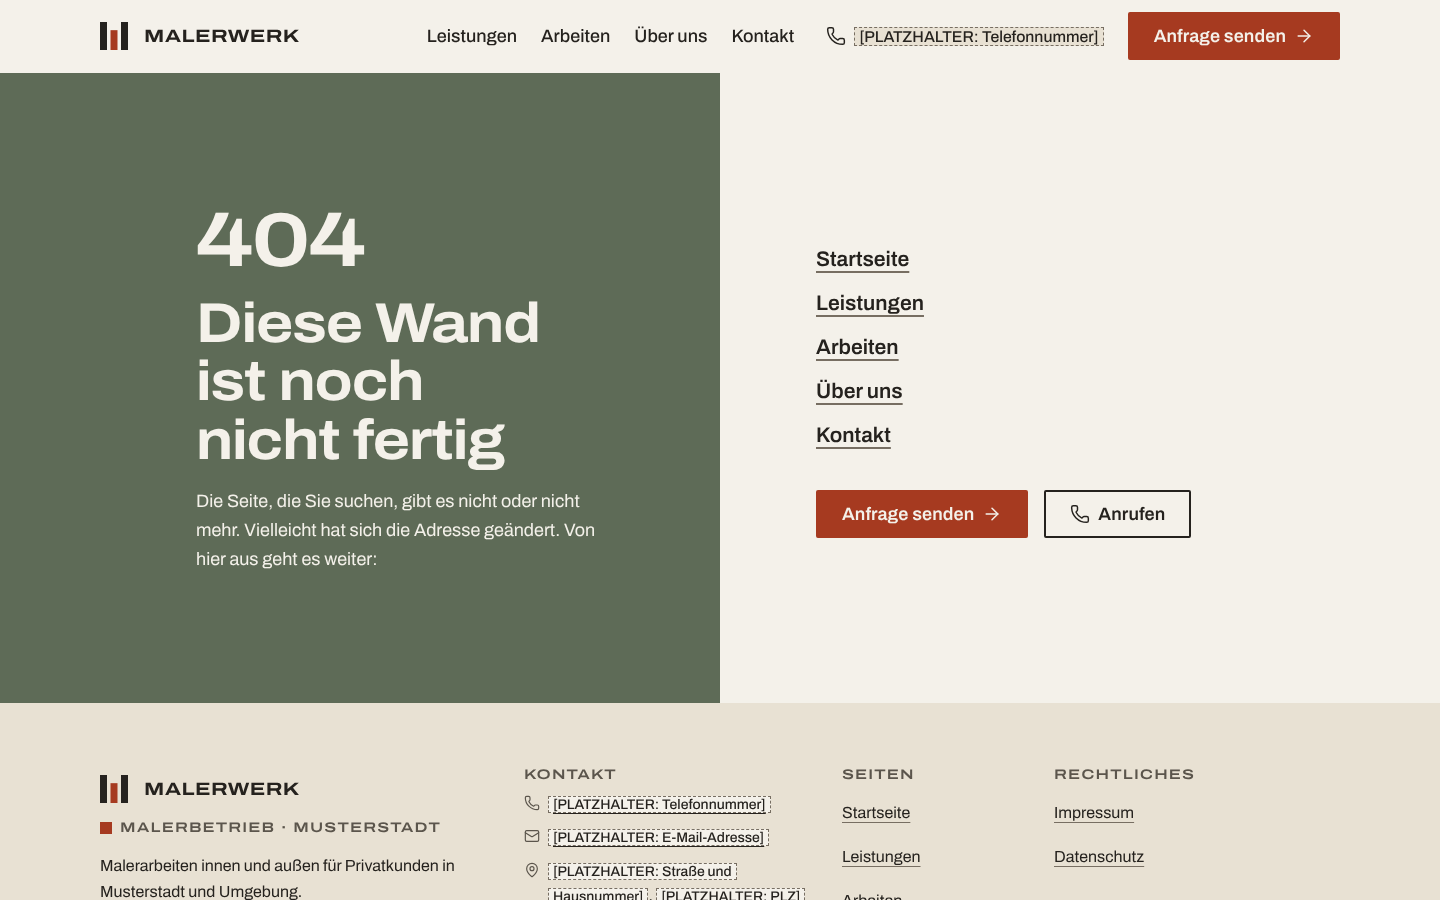 MALERWERK
Leistungen
Arbeiten
Über uns
Kontakt
[PLATZHALTER: Telefonnummer]
Anfrage senden
404
Diese Wand
ist noch
nicht fertig
Die Seite, die Sie suchen, gibt es nicht oder nicht
mehr. Vielleicht hat sich die Adresse geändert. Von
hier aus geht es weiter:
Startseite
Leistungen
Arbeiten
Über uns
Kontakt
Anfrage senden
Anrufen
MALERWERK
MALERBETRIEB · MUSTERSTADT
Malerarbeiten innen und außen für Privatkunden in
Musterstadt und Umgebung.
KONTAKT
[PLATZHALTER: Telefonnummer]
[PLATZHALTER: E-Mail-Adresse]
[PLATZHALTER: Straße und
Hausnummer], [PLATZHALTER: PLZ]
SEITEN
Startseite
Leistungen
Arbeiten
RECHTLICHES
Impressum
Datenschutz